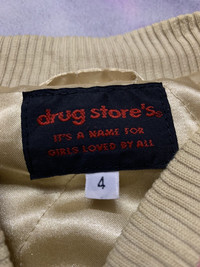 drug store's®
IT'S A NAME FOR
GIRLS LOVED BY ALL
4